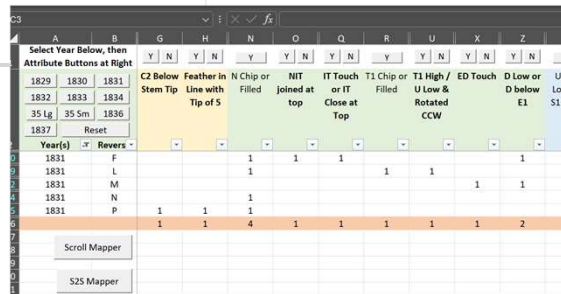 C3
fx
A B G H N O Q R U X Z
Select Year Below, then Attribute Buttons at Right
Y N Y N Y Y N Y N Y Y N Y N Y N
1829 1830 1831
1832 1833 1834
35 Lg 35 Sm 1836
1837 Reset
C2 Below Stem Tip
Feather in Line with Tip of 5
N Chip or Filled
NIT joined at top
IT Touch or IT Close at Top
T1 Chip or Filled
T1 High / U Low & Rotated CCW
ED Touch
D Low or D below E1
Year(s) Revers
1831 F 1 1 1 1
1831 L 1 1 1
1831 M 1 1
1831 N 1
1831 P 1 1 1
1 1 4 1 1 1 1 1 2
Scroll Mapper
S2S Mapper